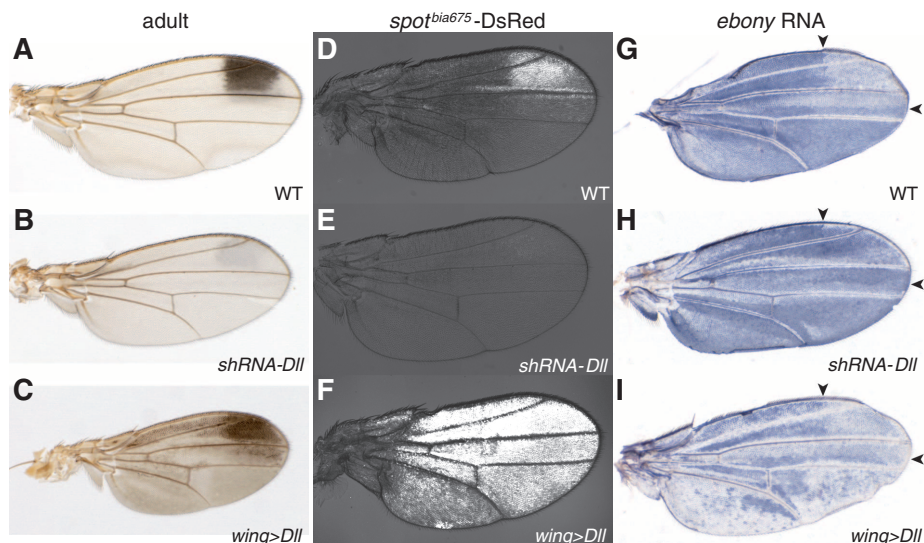 adult
spot^bia675-DsRed
ebony RNA
A
D
G
WT
WT
WT
B
E
H
shRNA-Dll
shRNA-Dll
shRNA-Dll
C
F
I
wing>Dll
wing>Dll
wing>Dll